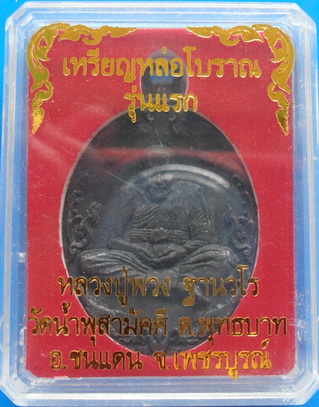 เหรียญหล่อโบราณ
รุ่นแรก
หลวงปู่พวง ฐานวโร
วัดน้ำพุสามัคคี ต.พุทธบาท
อ.ชนแดน จ.เพชรบูรณ์